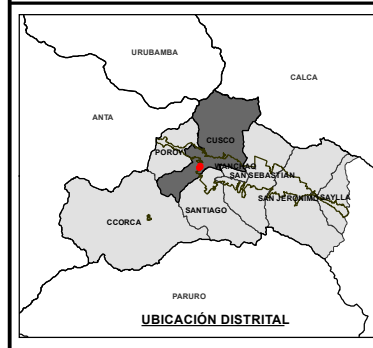 URUBAMBA
CALCA
ANTA
CUSCO
POROY
WANCHAQ
SAN SEBASTIAN
SAN JERONIMO
SAYLLA
CCORCA
SANTIAGO
PARURO
UBICACIÓN DISTRITAL